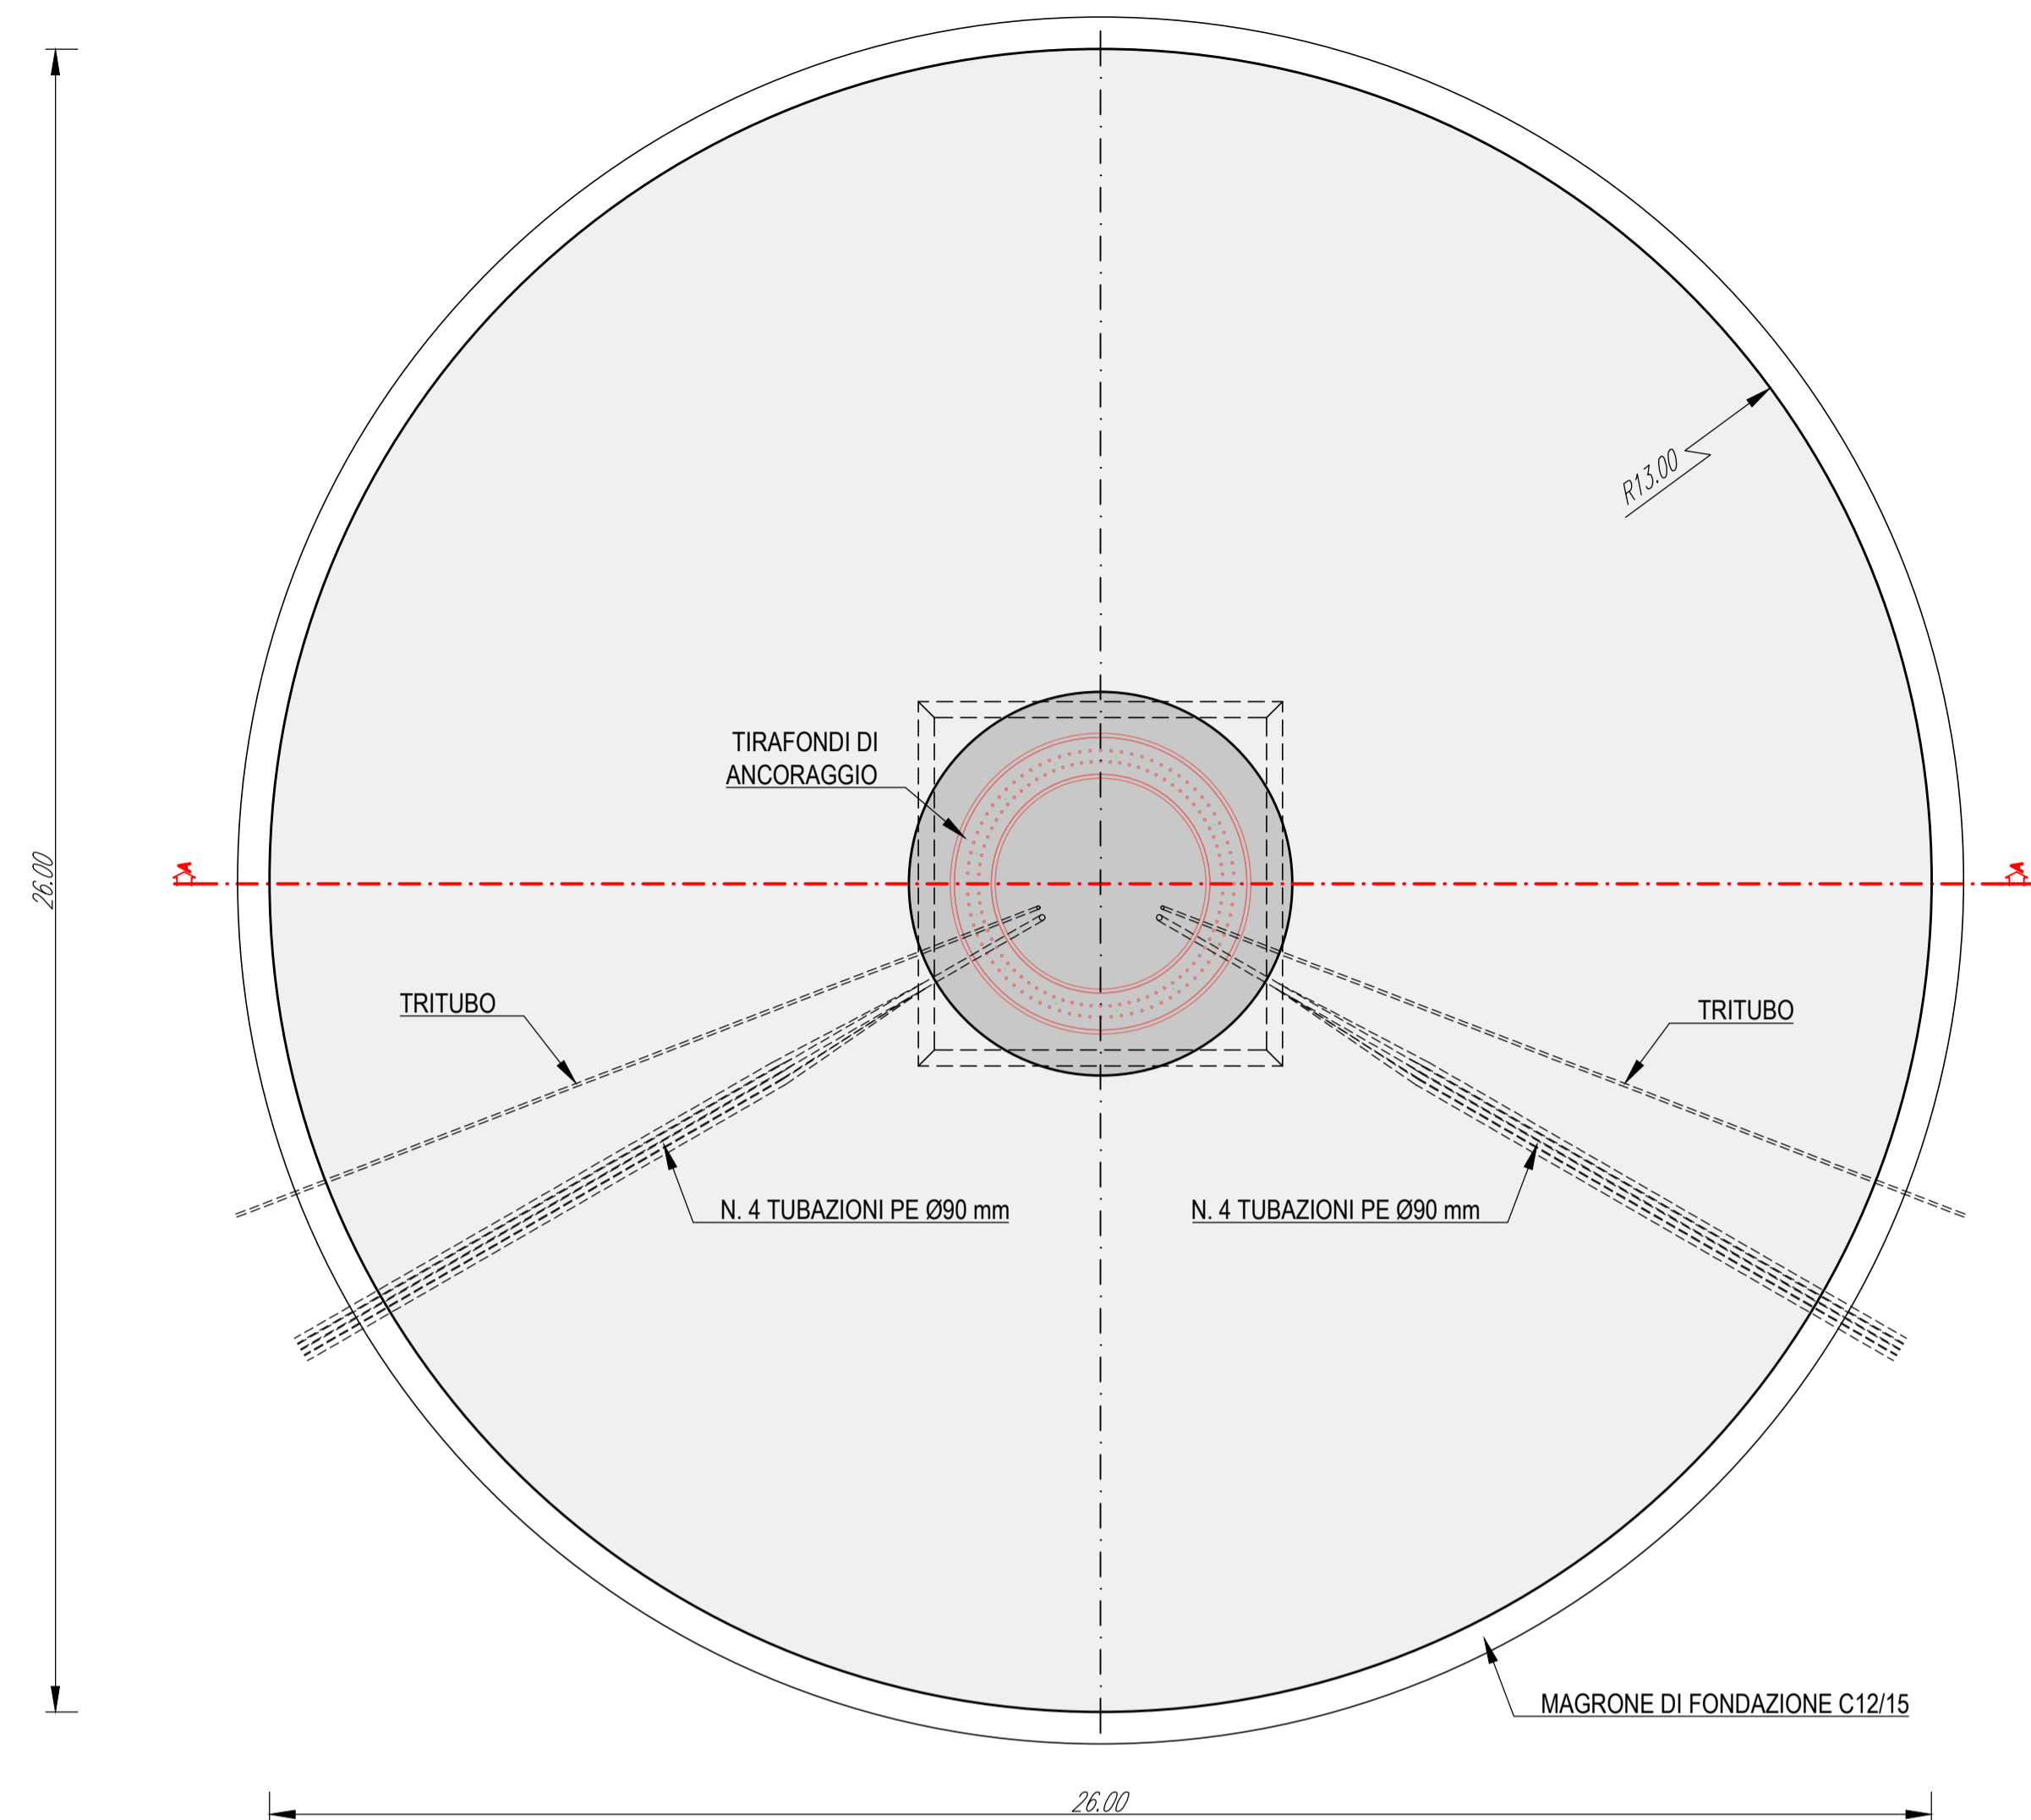 R13.00
TIRAFONDI DI
ANCORAGGIO
26.00
A
A
TRITUBO
TRITUBO
N. 4 TUBAZIONI PE Ø90 mm
N. 4 TUBAZIONI PE Ø90 mm
MAGRONE DI FONDAZIONE C12/15
26.00